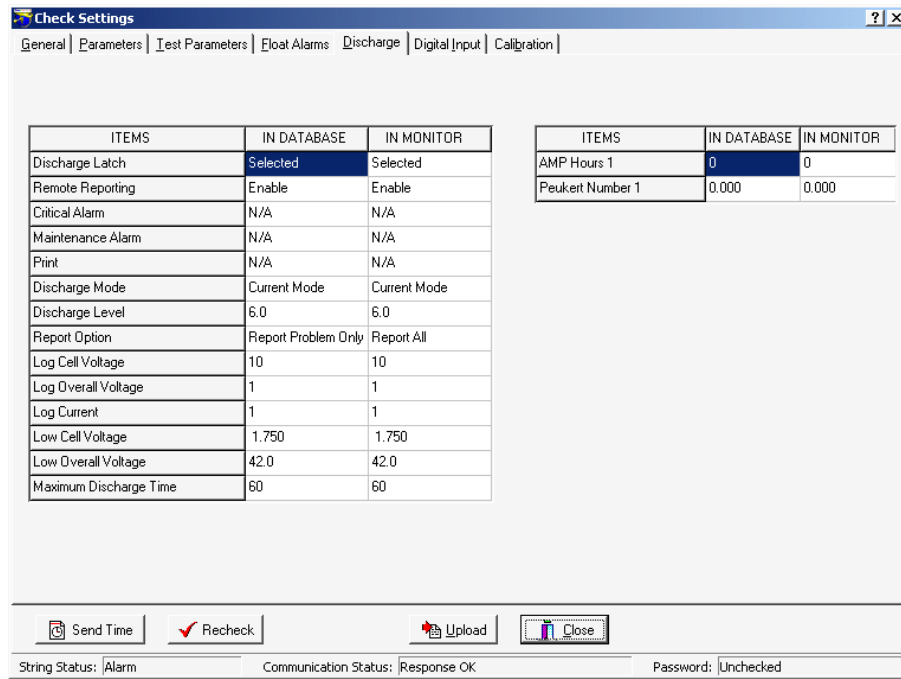 Check Settings
General Parameters Test Parameters Float Alarms Discharge Digital Input Calibration
ITEMS IN DATABASE IN MONITOR
Discharge Latch Selected Selected
Remote Reporting Enable Enable
Critical Alarm N/A N/A
Maintenance Alarm N/A N/A
Print N/A N/A
Discharge Mode Current Mode Current Mode
Discharge Level 6.0 6.0
Report Option Report Problem Only Report All
Log Cell Voltage 10 10
Log Overall Voltage 1 1
Log Current 1 1
Low Cell Voltage 1.750 1.750
Low Overall Voltage 42.0 42.0
Maximum Discharge Time 60 60
ITEMS IN DATABASE IN MONITOR
AMP Hours 1 0 0
Peukert Number 1 0.000 0.000
Send Time Recheck Upload Close
String Status: Alarm Communication Status: Response OK Password: Unchecked